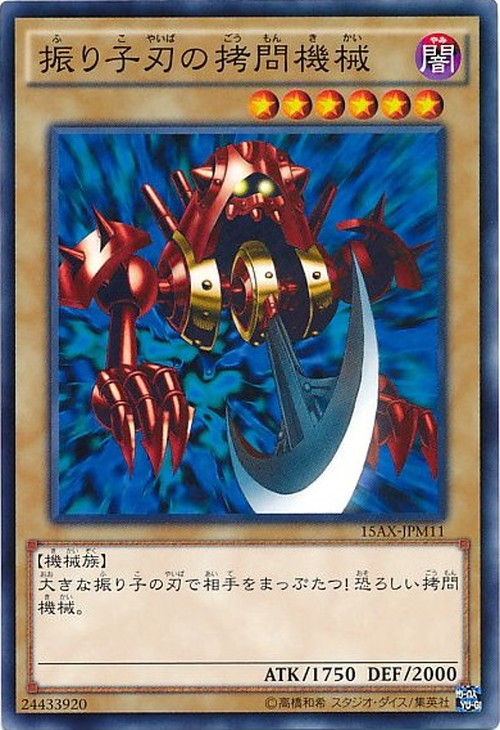 振り子刃の拷問機械
闇
15AX-JPM11
【機械族】
大きな振り子の刃で相手をまっぷたつ!恐ろしい拷問
機械。
ATK/1750 DEF/2000
24433920
©高橋和希 スタジオ・ダイス/集英社